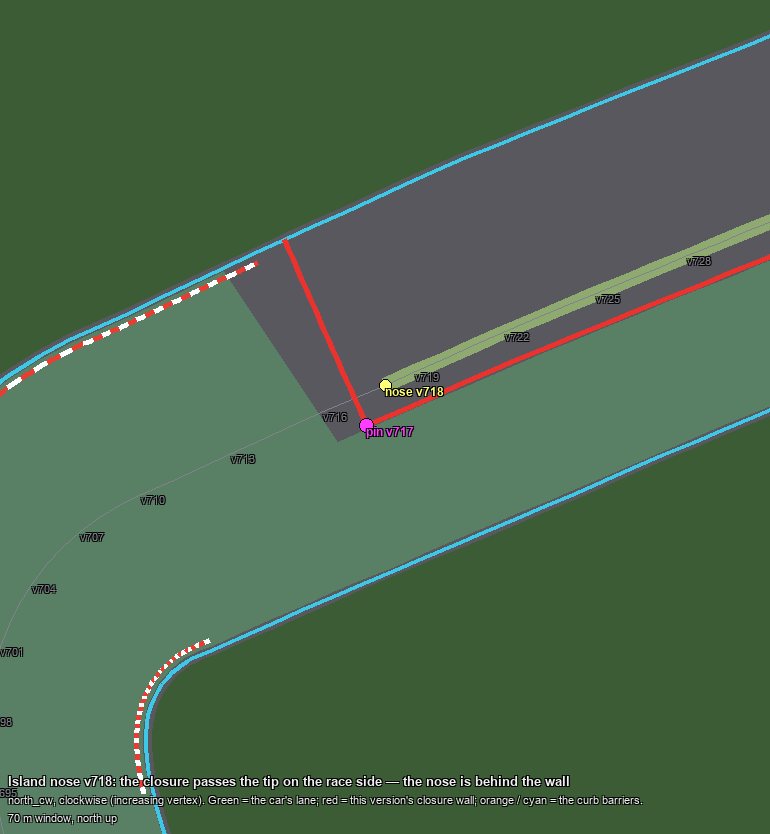 v728
v725
v722
v719
nose v718
v716
pin v717
v713
v710
v707
v704
v701
98
Island nose v718: the closure passes the tip on the race side — the nose is behind the wall
695
north_cw, clockwise (increasing vertex). Green = the car's lane; red = this version's closure wall; orange / cyan = the curb barriers.
70 m window, north up